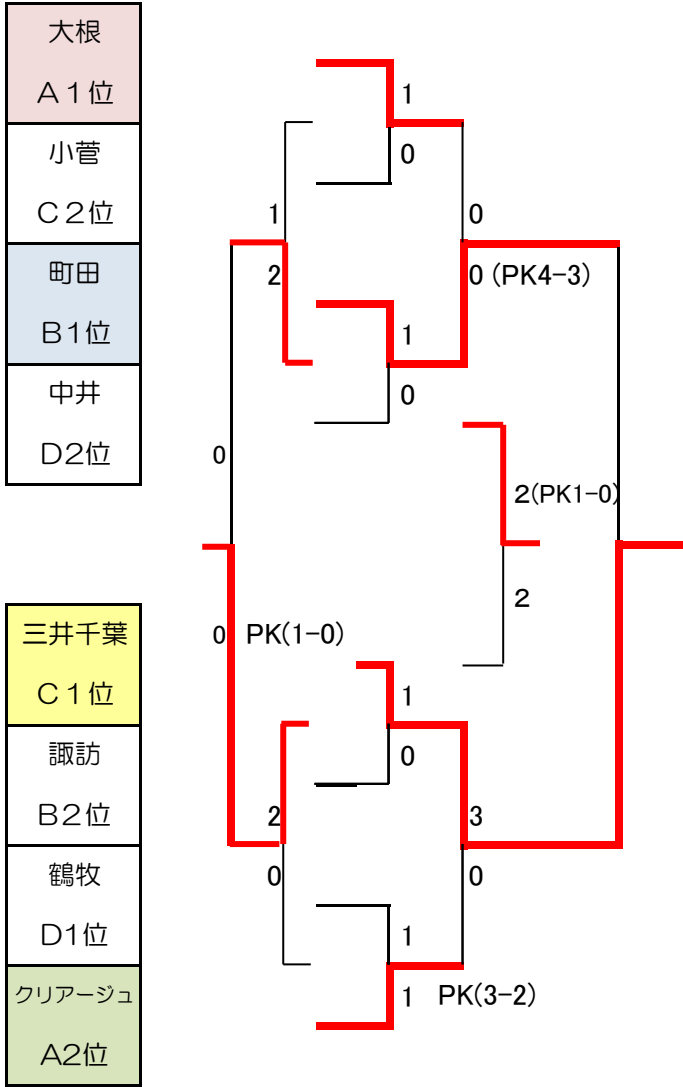 大根
A１位
1
小菅
0
C２位
1
0
町田
2
0 (PK4-3)
B1位
1
中井
0
D2位
0
2(PK1-0)
2
三井千葉
0 PK(1-0)
C１位
1
諏訪
0
B2位
2
3
鶴牧
0
0
D1位
1
クリアージュ
1 PK(3-2)
A2位